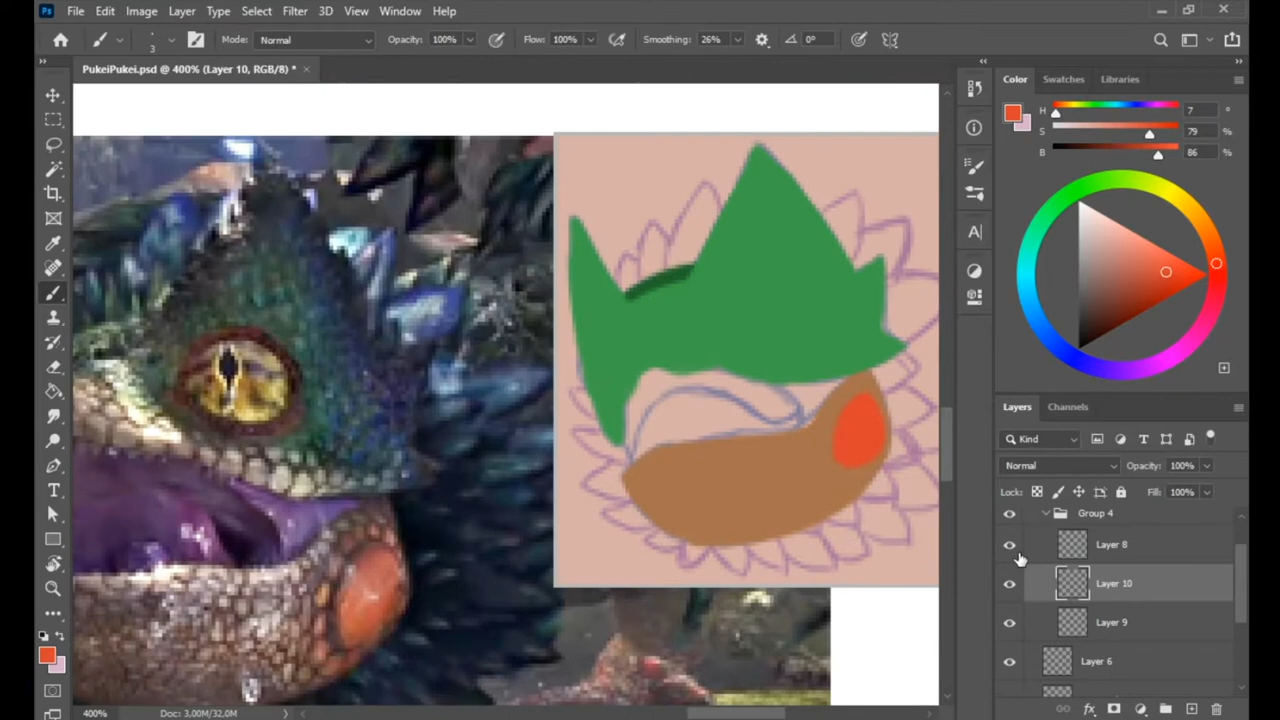 Ps File Edit Image Layer Type Select Filter 3D View Window Help
3 Mode: Normal Opacity: 100% Flow: 100% Smoothing: 26% 0°
PukeiPukei.psd @ 400% (Layer 10, RGB/8) *
Color Swatches Libraries
H 7 °
S 79 %
B 86 %
Layers Channels
Kind
Normal Opacity: 100%
Lock: Fill: 100%
Group 4
Layer 8
Layer 10
Layer 9
Layer 6
400% Doc: 3,00M/32,0M
fx